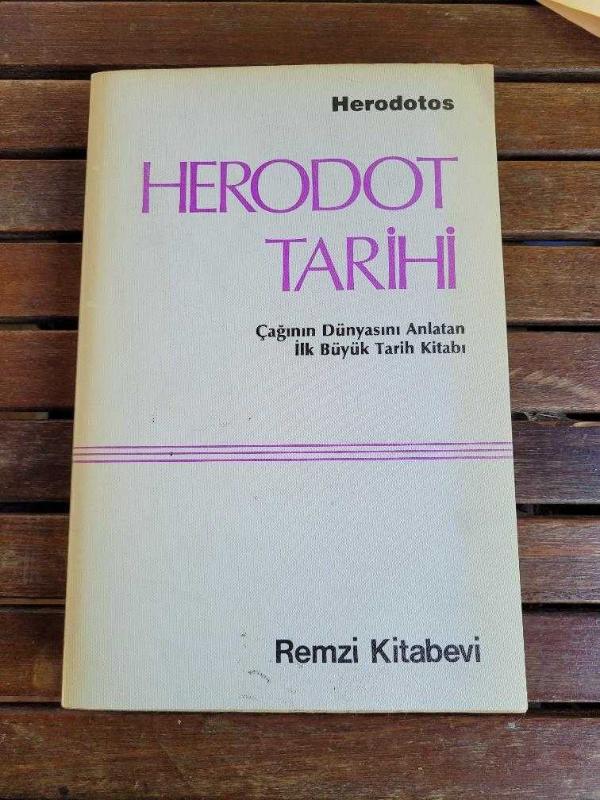 Herodotos
HERODOT
TARİHİ
Çağının Dünyasını Anlatan
İlk Büyük Tarih Kitabı
Remzi Kitabevi